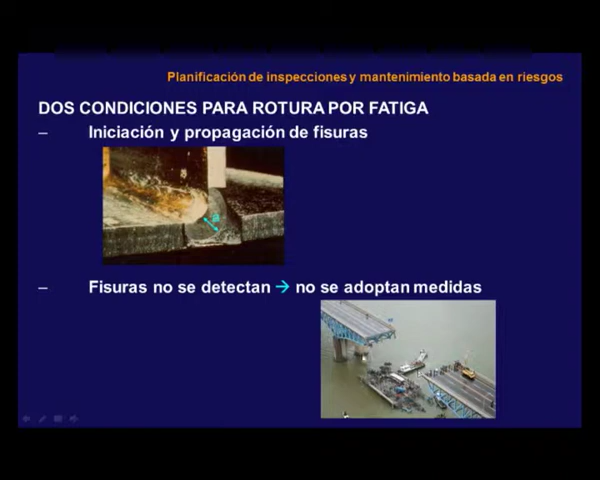 Planificación de inspecciones y mantenimiento basada en riesgos
DOS CONDICIONES PARA ROTURA POR FATIGA
– Iniciación y propagación de fisuras
a
– Fisuras no se detectan → no se adoptan medidas